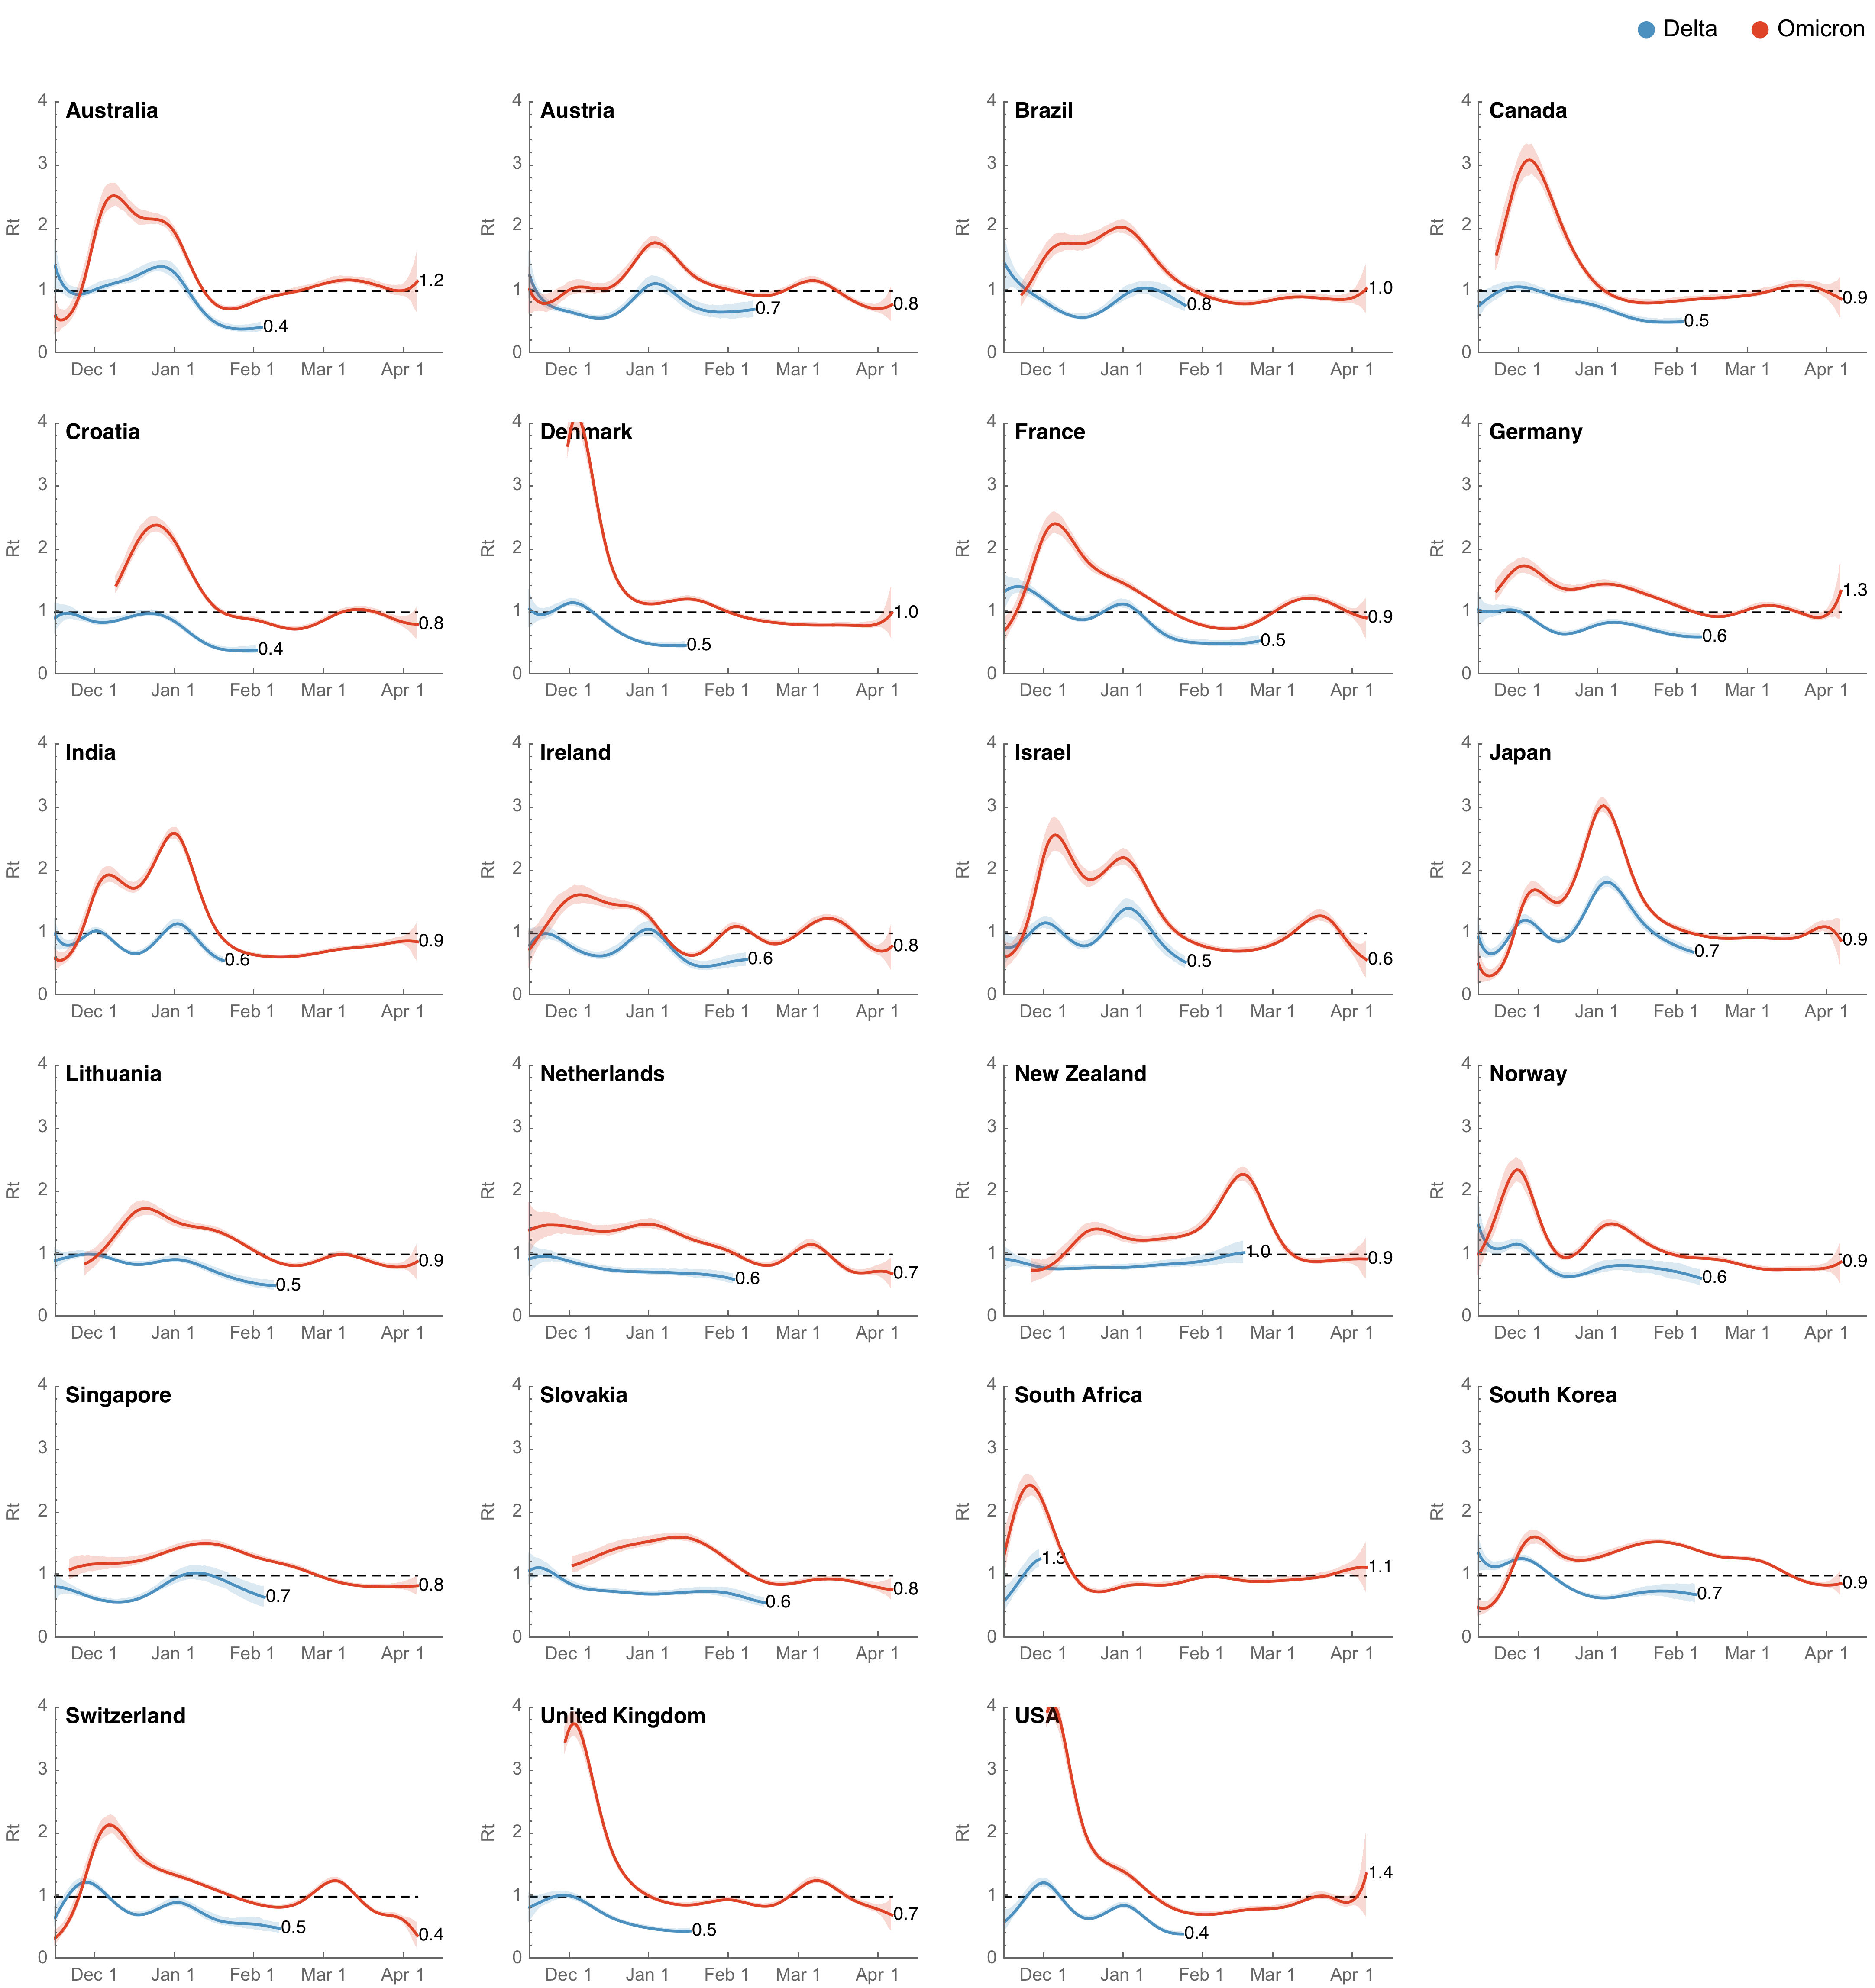 Delta Omicron
Australia
Rt
4
3
2
1
0
1.2
0.4
Dec 1 Jan 1 Feb 1 Mar 1 Apr 1
Austria
Rt
4
3
2
1
0
0.7
0.8
Dec 1 Jan 1 Feb 1 Mar 1 Apr 1
Brazil
Rt
4
3
2
1
0
1.0
0.8
Dec 1 Jan 1 Feb 1 Mar 1 Apr 1
Canada
Rt
4
3
2
1
0
0.9
0.5
Dec 1 Jan 1 Feb 1 Mar 1 Apr 1
Croatia
Rt
4
3
2
1
0
0.8
0.4
Dec 1 Jan 1 Feb 1 Mar 1 Apr 1
Denmark
Rt
4
3
2
1
0
1.0
0.5
Dec 1 Jan 1 Feb 1 Mar 1 Apr 1
France
Rt
4
3
2
1
0
0.9
0.5
Dec 1 Jan 1 Feb 1 Mar 1 Apr 1
Germany
Rt
4
3
2
1
0
1.3
0.6
Dec 1 Jan 1 Feb 1 Mar 1 Apr 1
India
Rt
4
3
2
1
0
0.9
0.6
Dec 1 Jan 1 Feb 1 Mar 1 Apr 1
Ireland
Rt
4
3
2
1
0
0.8
0.6
Dec 1 Jan 1 Feb 1 Mar 1 Apr 1
Israel
Rt
4
3
2
1
0
0.6
0.5
Dec 1 Jan 1 Feb 1 Mar 1 Apr 1
Japan
Rt
4
3
2
1
0
0.9
0.7
Dec 1 Jan 1 Feb 1 Mar 1 Apr 1
Lithuania
Rt
4
3
2
1
0
0.9
0.5
Dec 1 Jan 1 Feb 1 Mar 1 Apr 1
Netherlands
Rt
4
3
2
1
0
0.7
0.6
Dec 1 Jan 1 Feb 1 Mar 1 Apr 1
New Zealand
Rt
4
3
2
1
0
1.0
0.9
Dec 1 Jan 1 Feb 1 Mar 1 Apr 1
Norway
Rt
4
3
2
1
0
0.9
0.6
Dec 1 Jan 1 Feb 1 Mar 1 Apr 1
Singapore
Rt
4
3
2
1
0
0.8
0.7
Dec 1 Jan 1 Feb 1 Mar 1 Apr 1
Slovakia
Rt
4
3
2
1
0
0.8
0.6
Dec 1 Jan 1 Feb 1 Mar 1 Apr 1
South Africa
Rt
4
3
2
1
0
1.3
1.1
Dec 1 Jan 1 Feb 1 Mar 1 Apr 1
South Korea
Rt
4
3
2
1
0
0.9
0.7
Dec 1 Jan 1 Feb 1 Mar 1 Apr 1
Switzerland
Rt
4
3
2
1
0
0.5
0.4
Dec 1 Jan 1 Feb 1 Mar 1 Apr 1
United Kingdom
Rt
4
3
2
1
0
0.7
0.5
Dec 1 Jan 1 Feb 1 Mar 1 Apr 1
USA
Rt
4
3
2
1
0
1.4
0.4
Dec 1 Jan 1 Feb 1 Mar 1 Apr 1